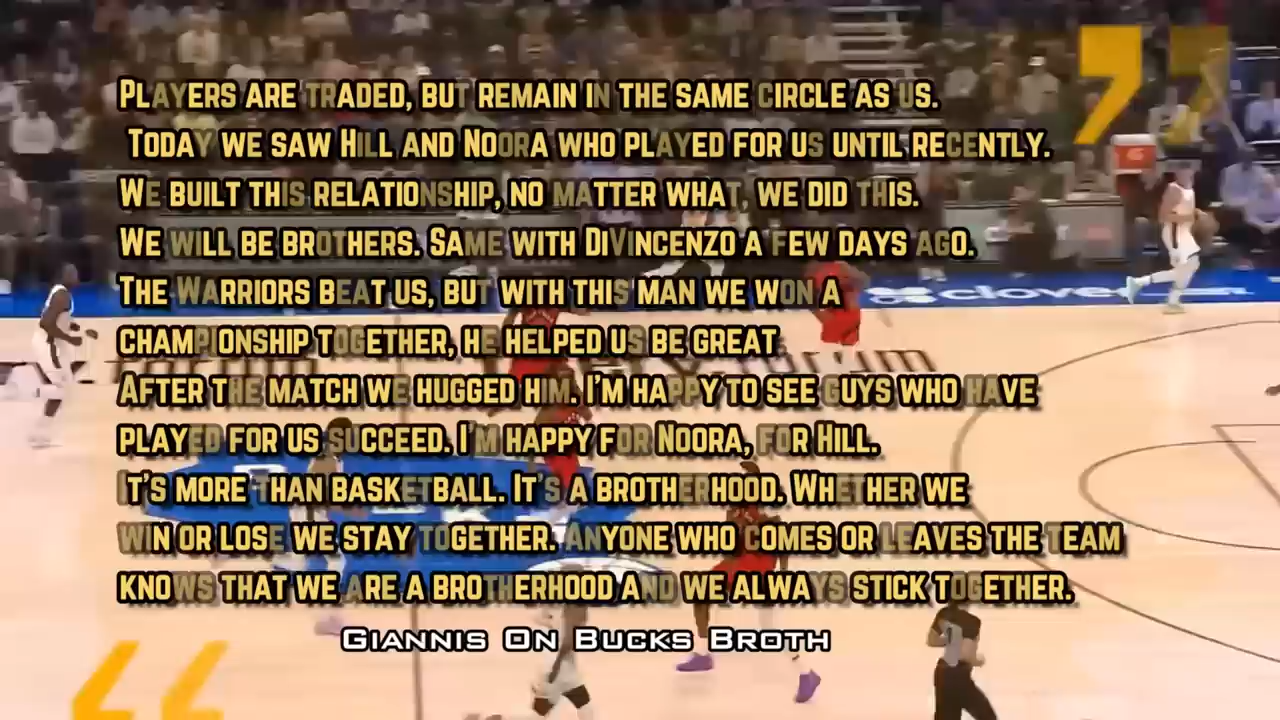 Players are traded, but remain in the same circle as us.
Today we saw Hill and Noora who played for us until recently.
We built this relationship, no matter what, we did this.
We will be brothers. Same with DiVincenzo a few days ago.
The Warriors beat us, but with this man we won a
championship together, he helped us be great
After the match we hugged him. I'm happy to see guys who have
played for us succeed. I'm happy for Noora, for Hill.
It's more than basketball. It's a brotherhood. Whether we
win or lose we stay together. Anyone who comes or leaves the team
knows that we are a brotherhood and we always stick together.
Giannis On Bucks Broth
clover